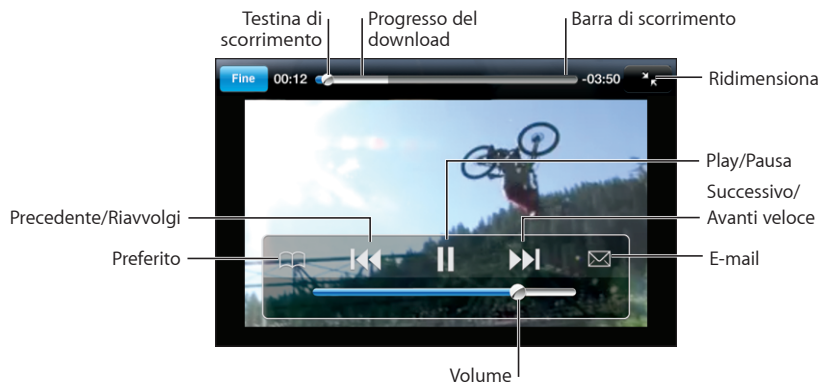 Testina di
scorrimento
Progresso del
download
Barra di scorrimento
Fine 00:12 -03:50
Ridimensiona
Play/Pausa
Successivo/
Avanti veloce
Precedente/Riavvolgi
Preferito
E-mail
Volume